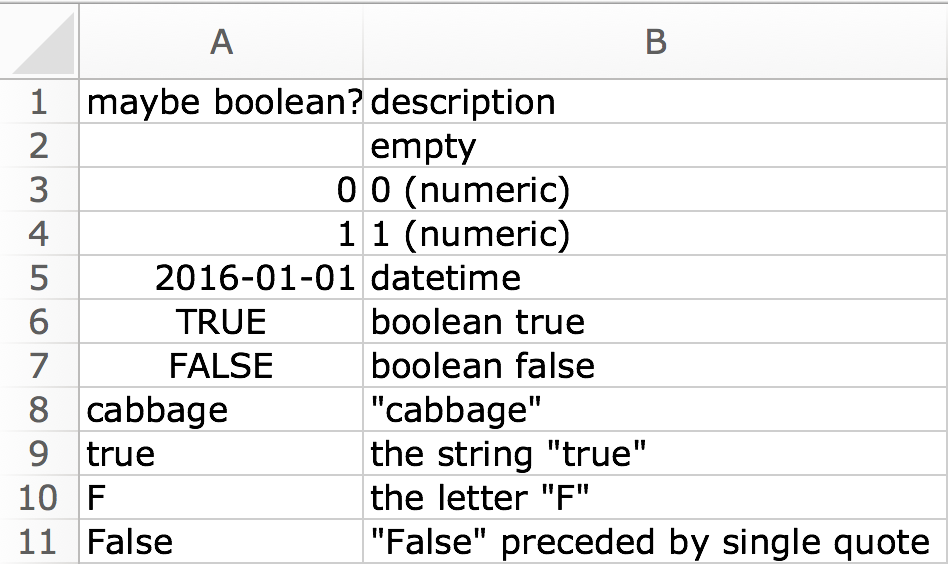 A B
1 maybe boolean? description
2 empty
3 0 0 (numeric)
4 1 1 (numeric)
5 2016-01-01 datetime
6 TRUE boolean true
7 FALSE boolean false
8 cabbage "cabbage"
9 true the string "true"
10 F the letter "F"
11 False "False" preceded by single quote